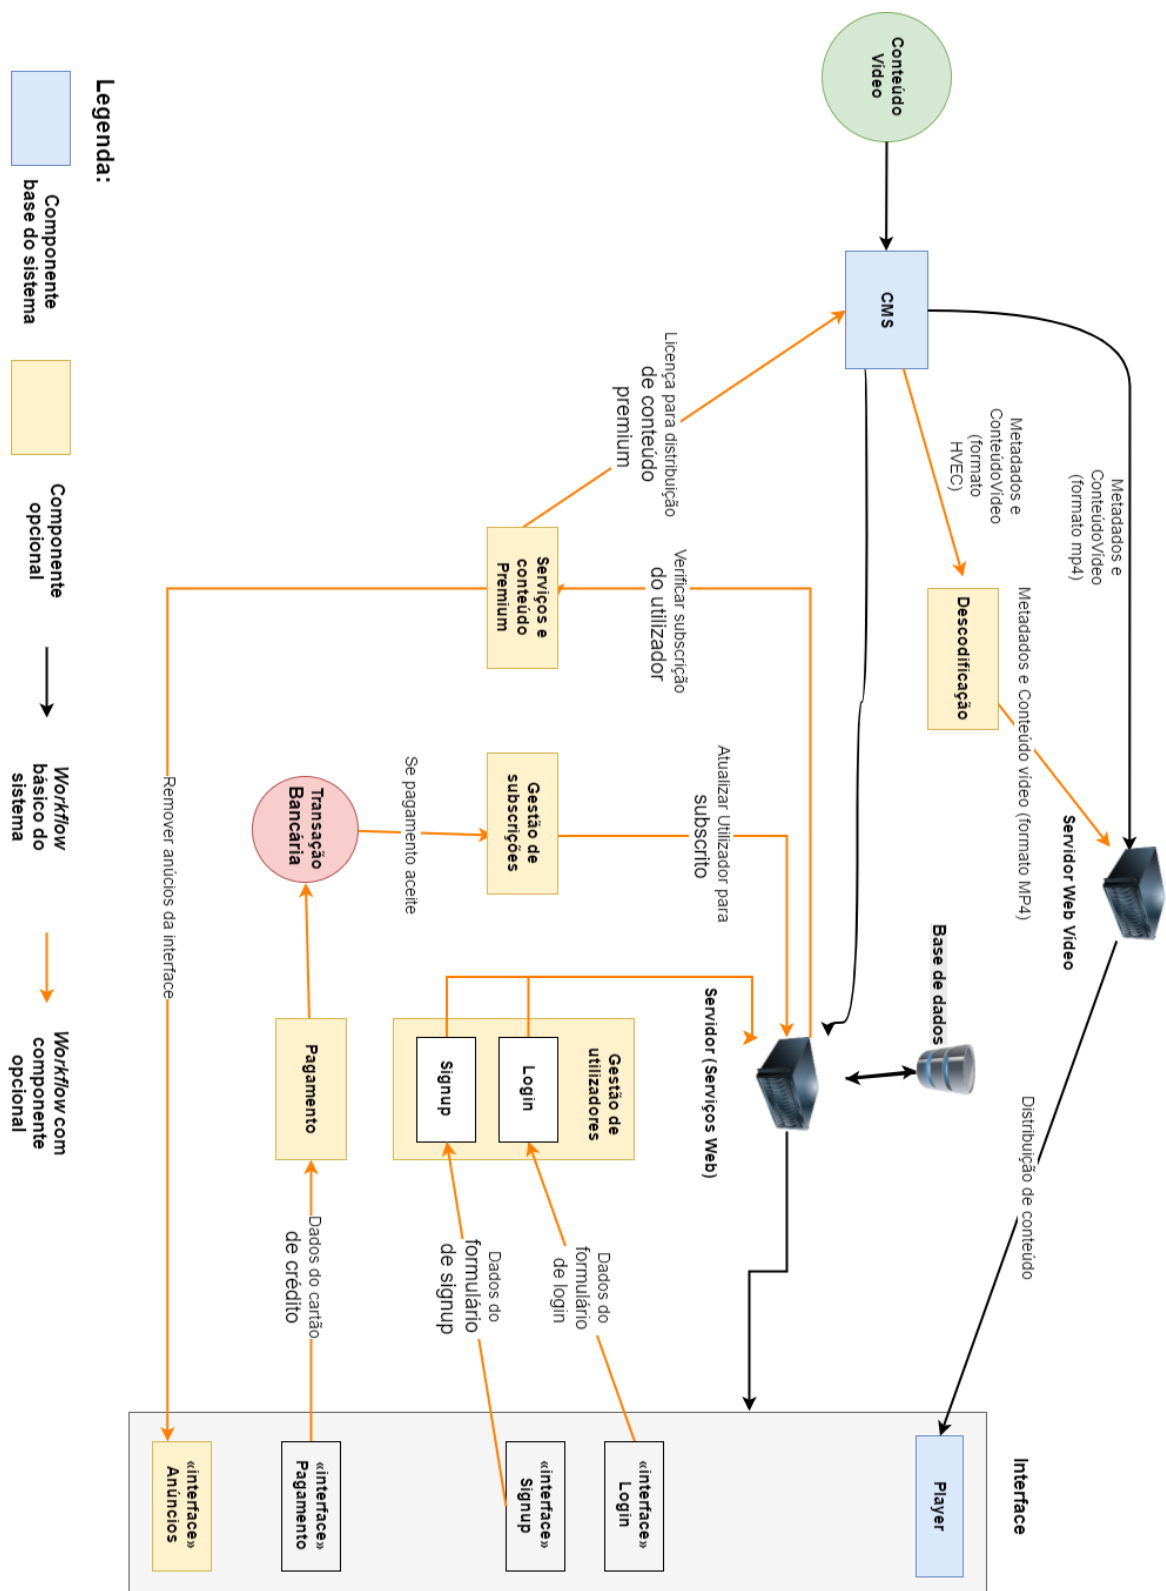 Conteúdo
Vídeo
CMS
Metadados e
ConteúdoVídeo
(formato mp4)
Metadados e
ConteúdoVídeo
(formato
HVEC)
Descodificação
Metadados e Conteúdo vídeo (formato MP4)
Servidor Web Vídeo
Distribuição de conteúdo
Licença para distribuição
de conteúdo
premium
Serviços e
conteúdo
Premium
Verificar subscrição
do utilizador
Gestão de
subscrições
Atualizar Utilizador para
subscrito
Base de dados
Servidor (Serviços Web)
Transação
Bancária
Se pagamento aceite
Gestão de
utilizadores
Login
Signup
Pagamento
Remover anúcios da interface
Dados do
formulário
de login
Dados do
formulário
de signup
Dados do cartão
de crédito
Interface
Player
«interface»
Login
«interface»
Signup
«interface»
Pagamento
«interface»
Anúncios
Legenda:
Componente
base do sistema
Componente
opcional
Workflow
básico do
sistema
Workflow com
componente
opcional